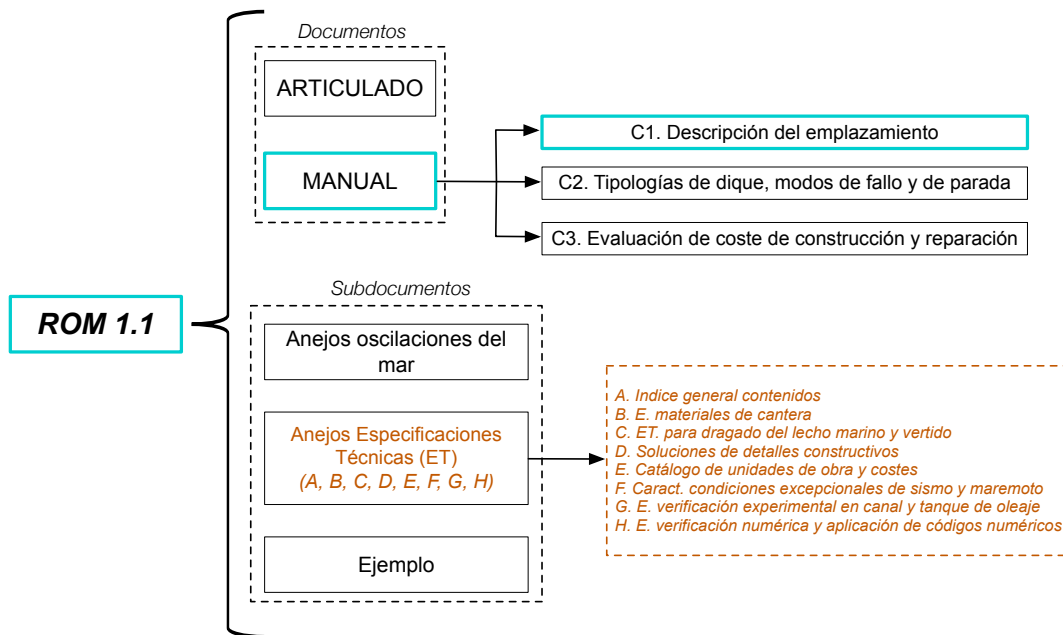 Documentos
ARTICULADO
MANUAL
C1. Descripción del emplazamiento
C2. Tipologías de dique, modos de fallo y de parada
C3. Evaluación de coste de construcción y reparación
ROM 1.1
Subdocumentos
Anejos oscilaciones del
mar
Anejos Especificaciones
Técnicas (ET)
(A, B, C, D, E, F, G, H)
Ejemplo
A. Indice general contenidos
B. E. materiales de cantera
C. ET. para dragado del lecho marino y vertido
D. Soluciones de detalles constructivos
E. Catálogo de unidades de obra y costes
F. Caract. condiciones excepcionales de sismo y maremoto
G. E. verificación experimental en canal y tanque de oleaje
H. E. verificación numérica y aplicación de códigos numéricos